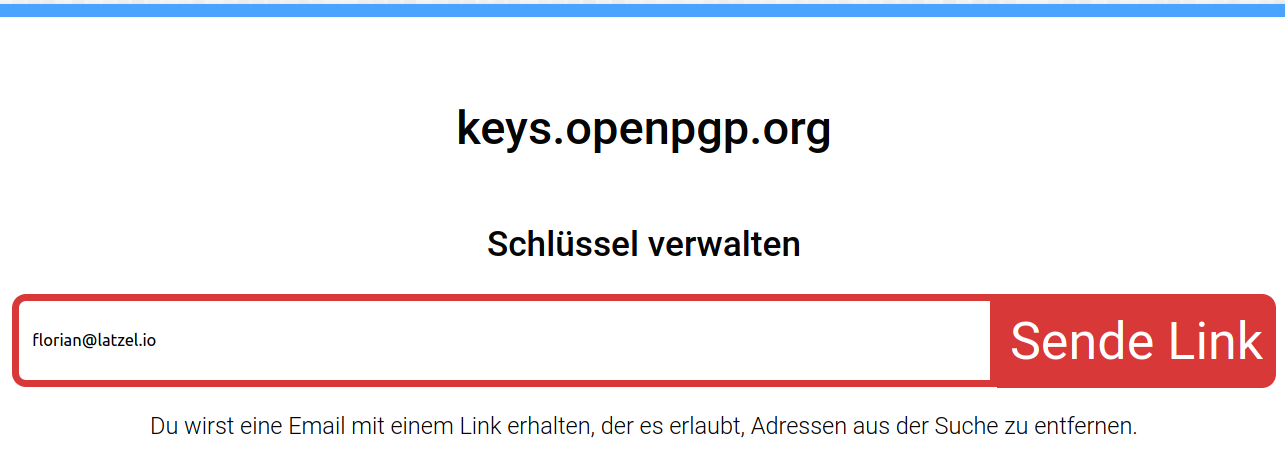 keys.openpgp.org
Schlüssel verwalten
florian@latzel.io
Sende Link
Du wirst eine Email mit einem Link erhalten, der es erlaubt, Adressen aus der Suche zu entfernen.